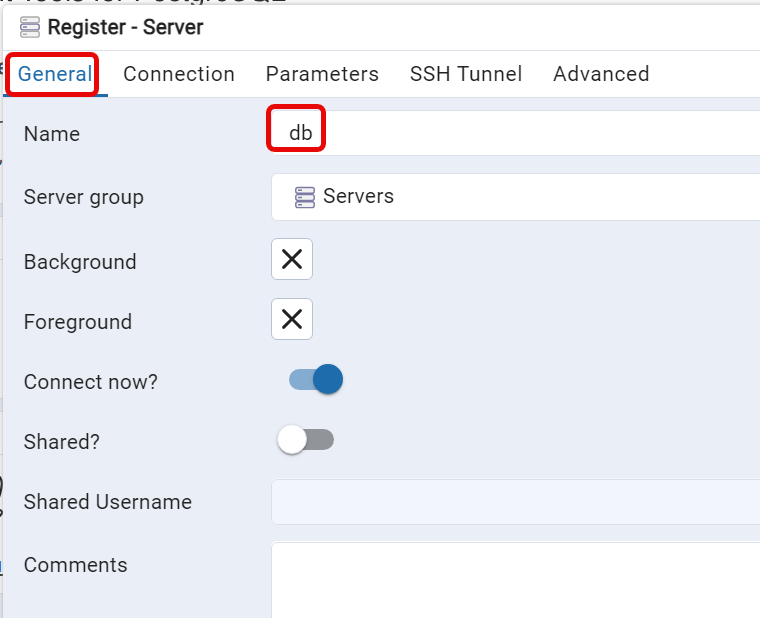 Register - Server
General Connection Parameters SSH Tunnel Advanced
Name db
Server group Servers
Background
Foreground
Connect now?
Shared?
Shared Username
Comments